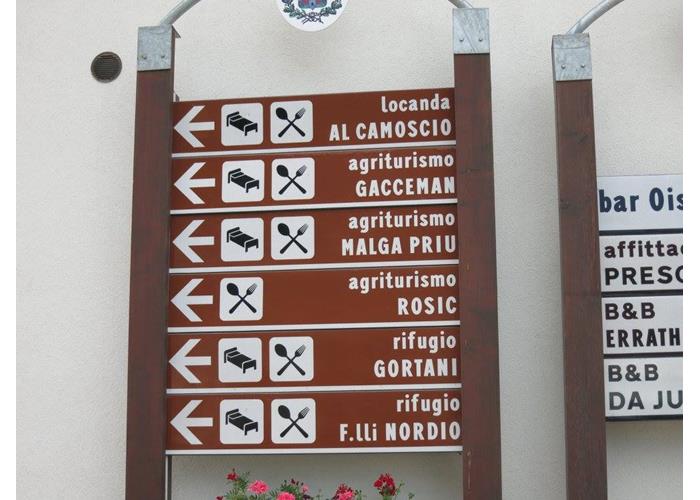 locanda
AL CAMOSCIO
agriturismo
GACCEMAN
agriturismo
MALGA PRIU
agriturismo
ROSIC
rifugio
GORTANI
rifugio
F.lli NORDIO
bar Ois
affittac
PRESC
B&B
ERRATH
B&B
DA JU